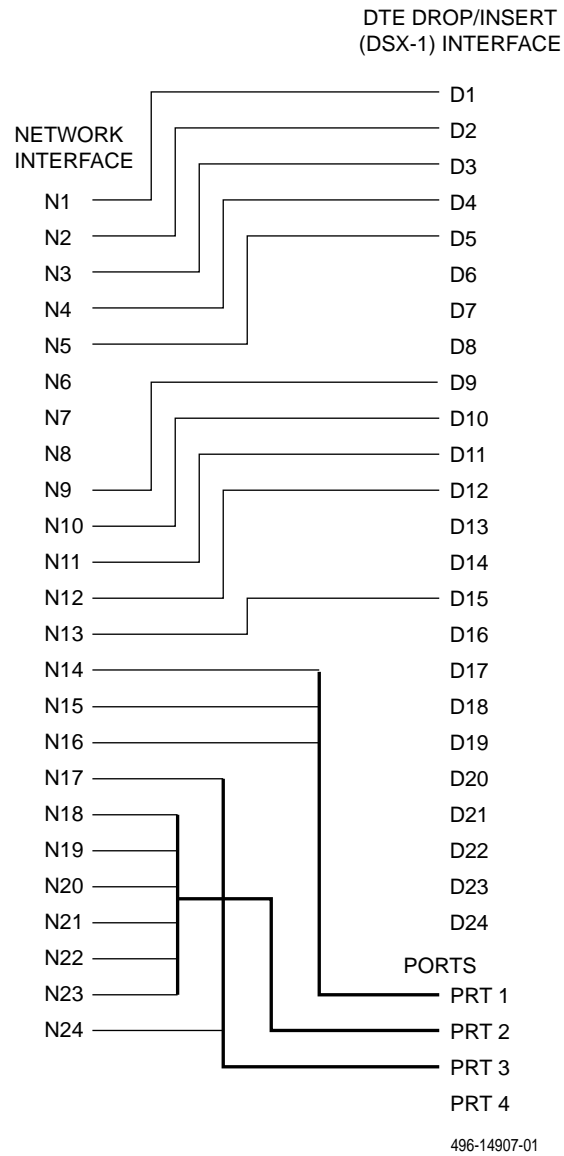 DTE DROP/INSERT
(DSX-1) INTERFACE
NETWORK
INTERFACE
N1
N2
N3
N4
N5
N6
N7
N8
N9
N10
N11
N12
N13
N14
N15
N16
N17
N18
N19
N20
N21
N22
N23
N24
D1
D2
D3
D4
D5
D6
D7
D8
D9
D10
D11
D12
D13
D14
D15
D16
D17
D18
D19
D20
D21
D22
D23
D24
PORTS
PRT 1
PRT 2
PRT 3
PRT 4
496-14907-01